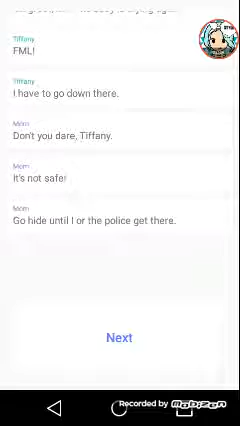 Tiffany
FML!
Tiffany
I have to go down there.
Mom
Don't you dare, Tiffany.
Mom
It's not safe!
Mom
Go hide until I or the police get there.
Next
Recorded by MOBIZEN